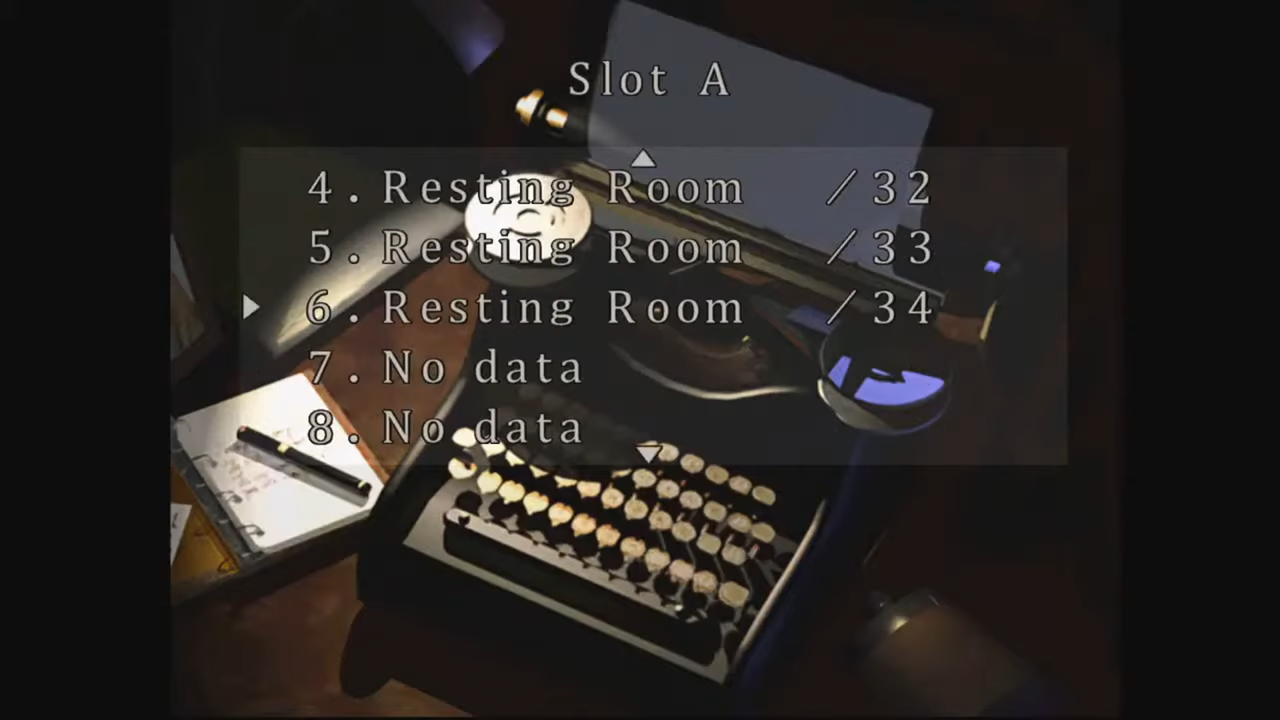 Slot A
4. Resting Room /32
5. Resting Room /33
6. Resting Room /34
7. No data
8. No data